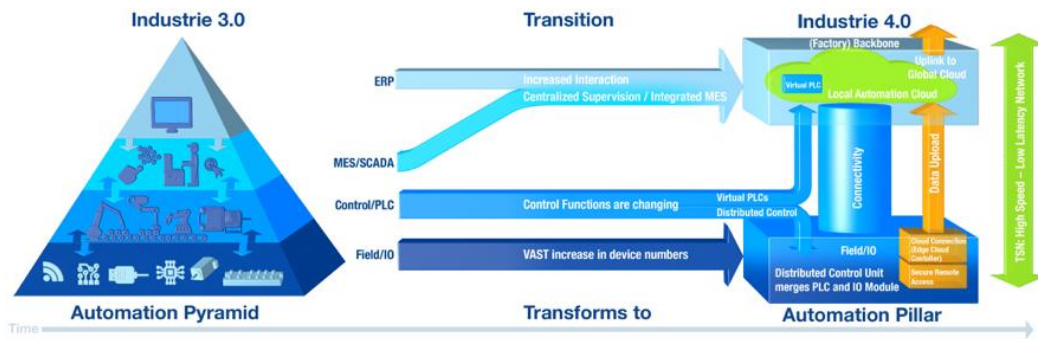 Industrie 3.0
Transition
Industrie 4.0
(Factory) Backbone
Uplink to
Global Cloud
Virtual PLC
Local Automation Cloud
ERP
Increased Interaction
Centralized Supervision / Integrated MES
MES/SCADA
Control/PLC
Control Functions are changing
Virtual PLCs
Distributed Control
Connectivity
Data Upload
TSN: High Speed – Low Latency Network
Field/IO
VAST increase in device numbers
Field/IO
Cloud Connection
(Edge Cloud
Contoller)
Distributed Control Unit
merges PLC and IO Module
Secure Remote
Access
Automation Pyramid
Transforms to
Automation Pillar
Time